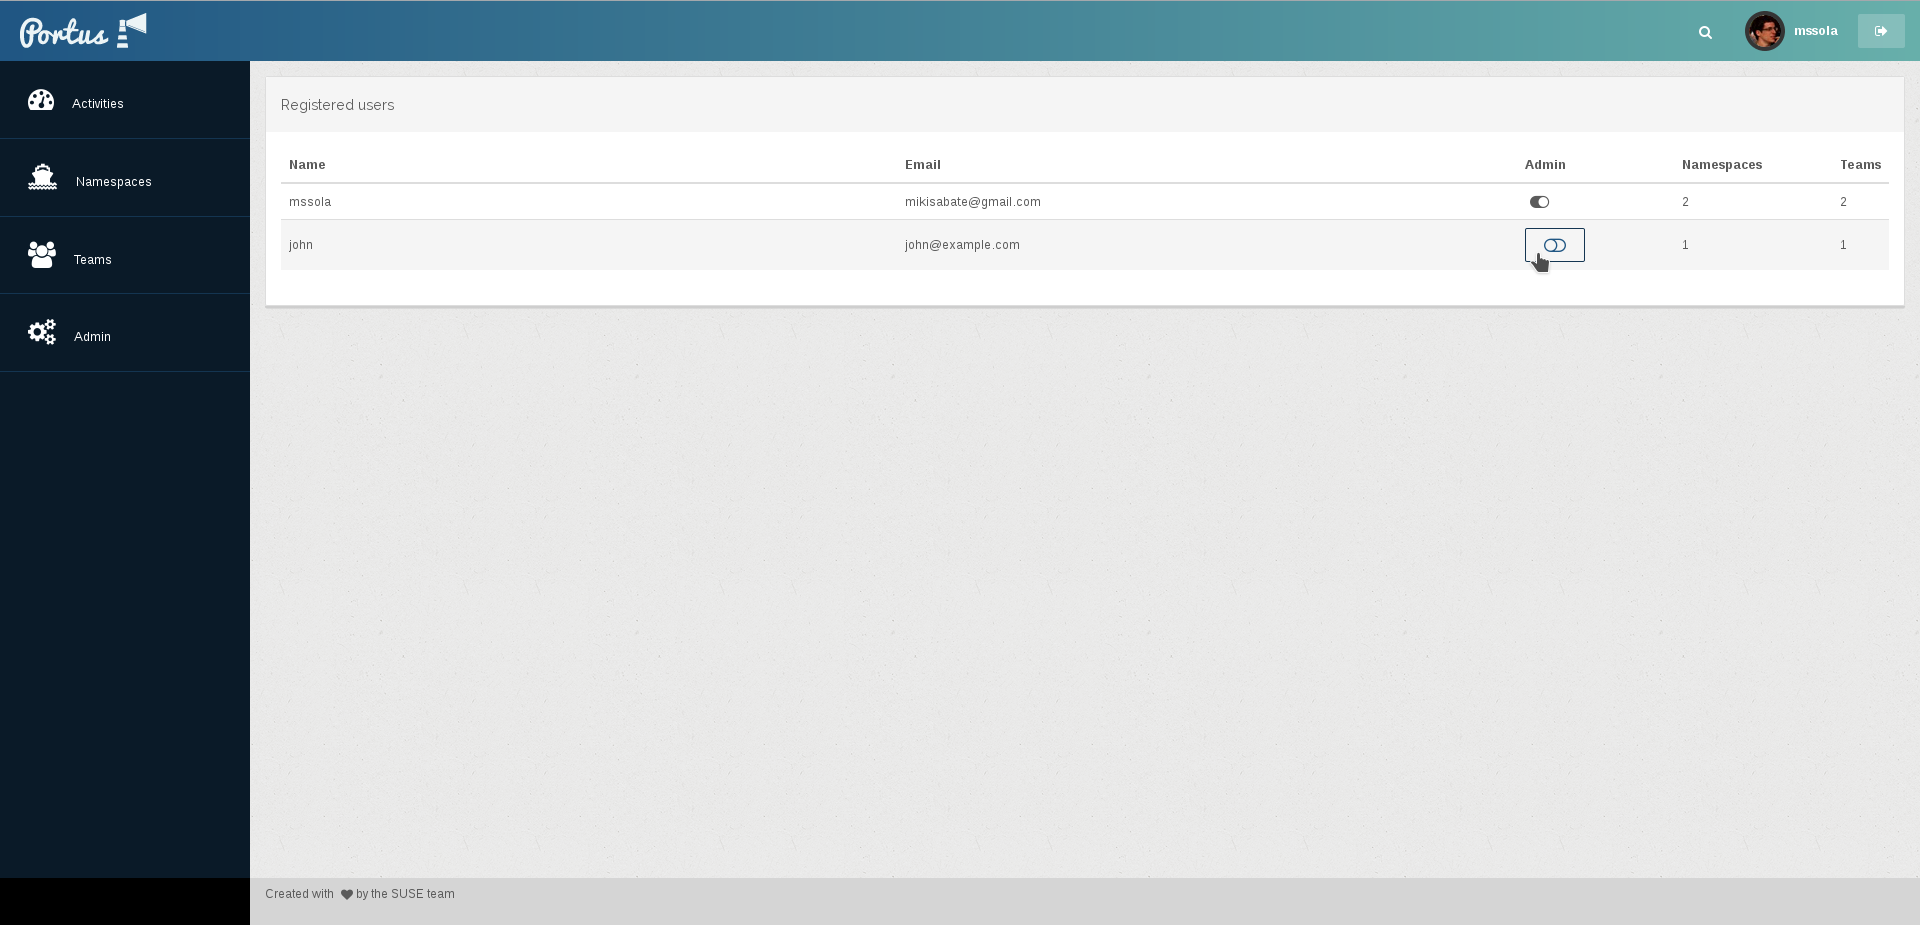 Portus
mssola
Activities
Namespaces
Teams
Admin
Registered users
Name Email Admin Namespaces Teams
mssola mikisabate@gmail.com 2 2
john john@example.com 1 1
Created with by the SUSE team